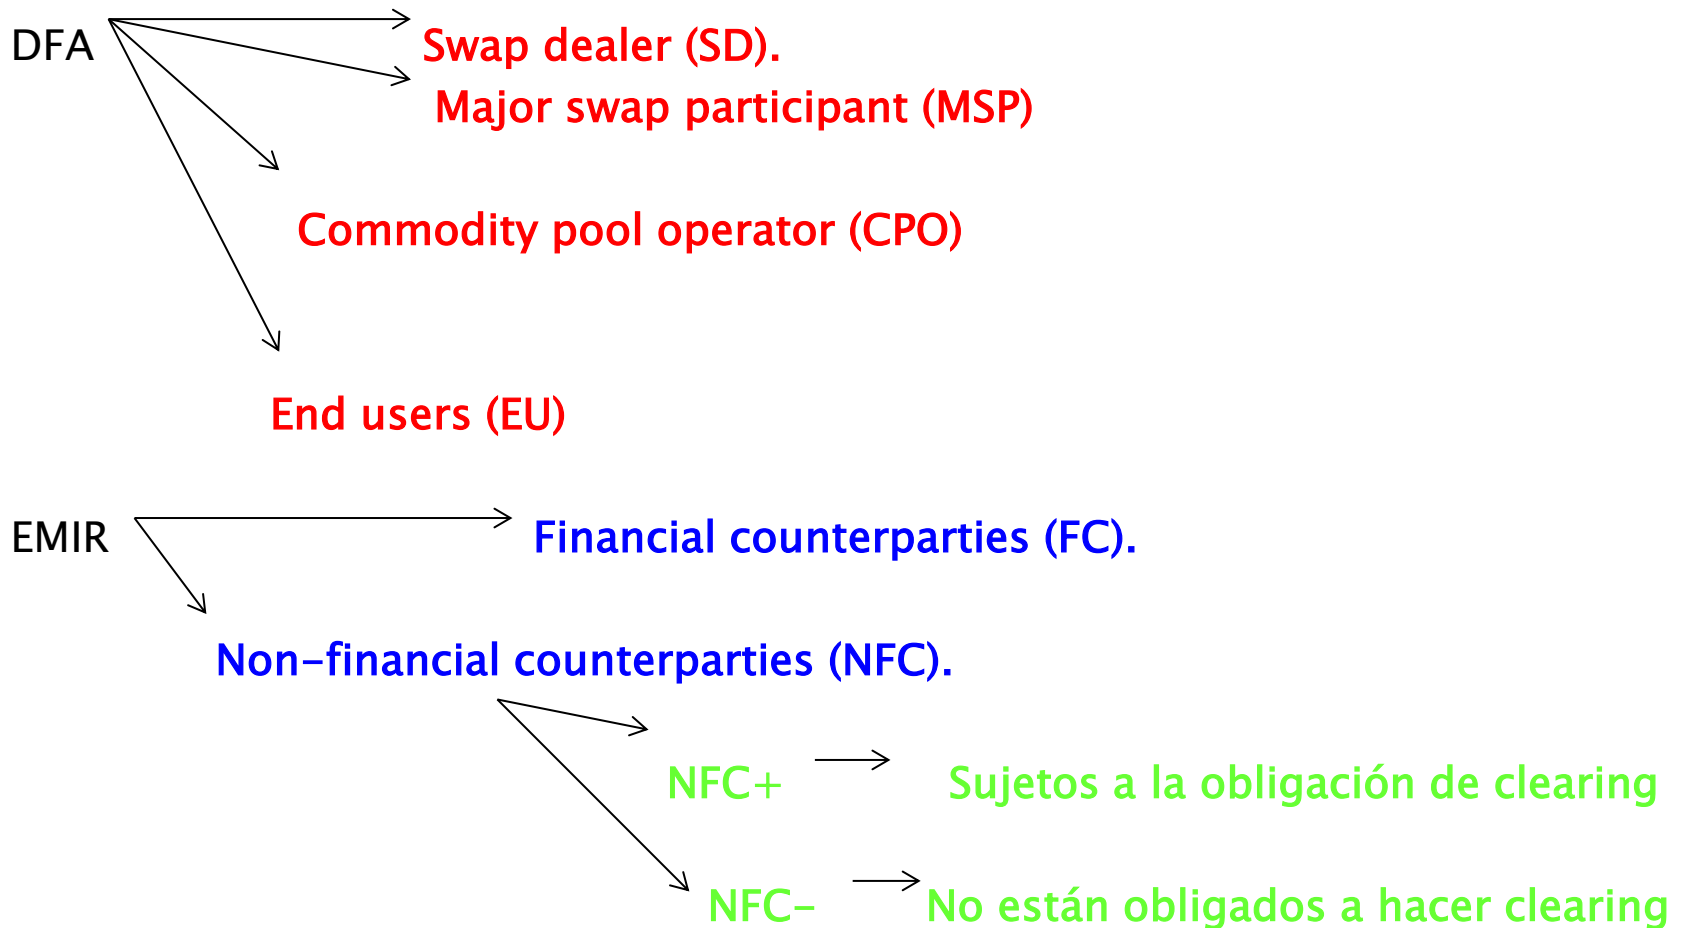 DFA Swap dealer (SD).
Major swap participant (MSP)
Commodity pool operator (CPO)
End users (EU)
EMIR Financial counterparties (FC).
Non-financial counterparties (NFC).
NFC+ Sujetos a la obligación de clearing
NFC- No están obligados a hacer clearing